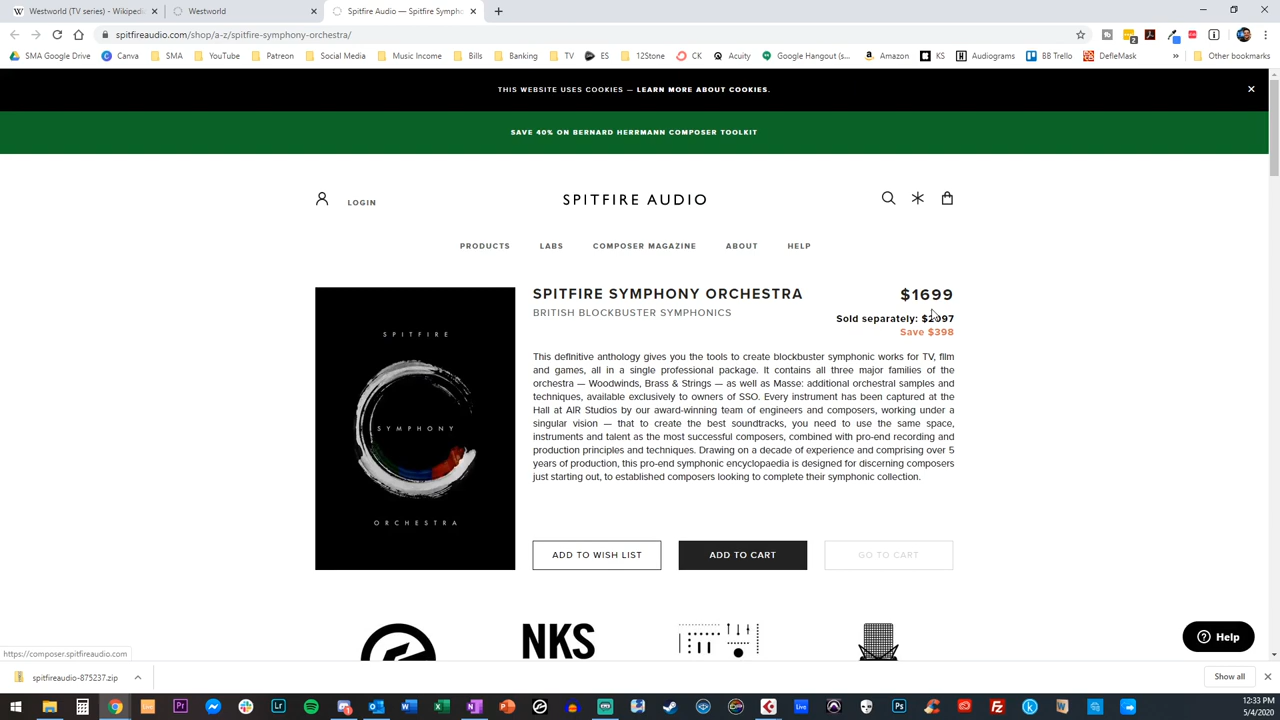 Westworld (TV series) - Wikipedi
Westworld
Spitfire Audio — Spitfire Sympho
spitfireaudio.com/shop/a-z/spitfire-symphony-orchestra/
SMA Google Drive
Canva
SMA
YouTube
Patreon
Social Media
Music Income
Bills
Banking
TV
ES
12Stone
CK
Acuity
Google Hangout (s...
Amazon
KS
Audiograms
BB Trello
DefleMask
»
Other bookmarks
THIS WEBSITE USES COOKIES — LEARN MORE ABOUT COOKIES.
SAVE 40% ON BERNARD HERRMANN COMPOSER TOOLKIT
LOGIN
SPITFIRE AUDIO
PRODUCTS
LABS
COMPOSER MAGAZINE
ABOUT
HELP
SPITFIRE
SYMPHONY
ORCHESTRA
SPITFIRE SYMPHONY ORCHESTRA
$1699
BRITISH BLOCKBUSTER SYMPHONICS
Sold separately: $2097
Save $398
This definitive anthology gives you the tools to create blockbuster symphonic works for TV, film
and games, all in a single professional package. It contains all three major families of the
orchestra — Woodwinds, Brass & Strings — as well as Masse: additional orchestral samples and
techniques, available exclusively to owners of SSO. Every instrument has been captured at the
Hall at AIR Studios by our award-winning team of engineers and composers, working under a
singular vision — that to create the best soundtracks, you need to use the same space,
instruments and talent as the most successful composers, combined with pro-end recording and
production principles and techniques. Drawing on a decade of experience and comprising over 5
years of production, this pro-end symphonic encyclopaedia is designed for discerning composers
just starting out, to established composers looking to complete their symphonic collection.
ADD TO WISH LIST
ADD TO CART
GO TO CART
NKS
Help
https://composer.spitfireaudio.com
spitfireaudio-875237.zip
Show all
12:33 PM
5/4/2020